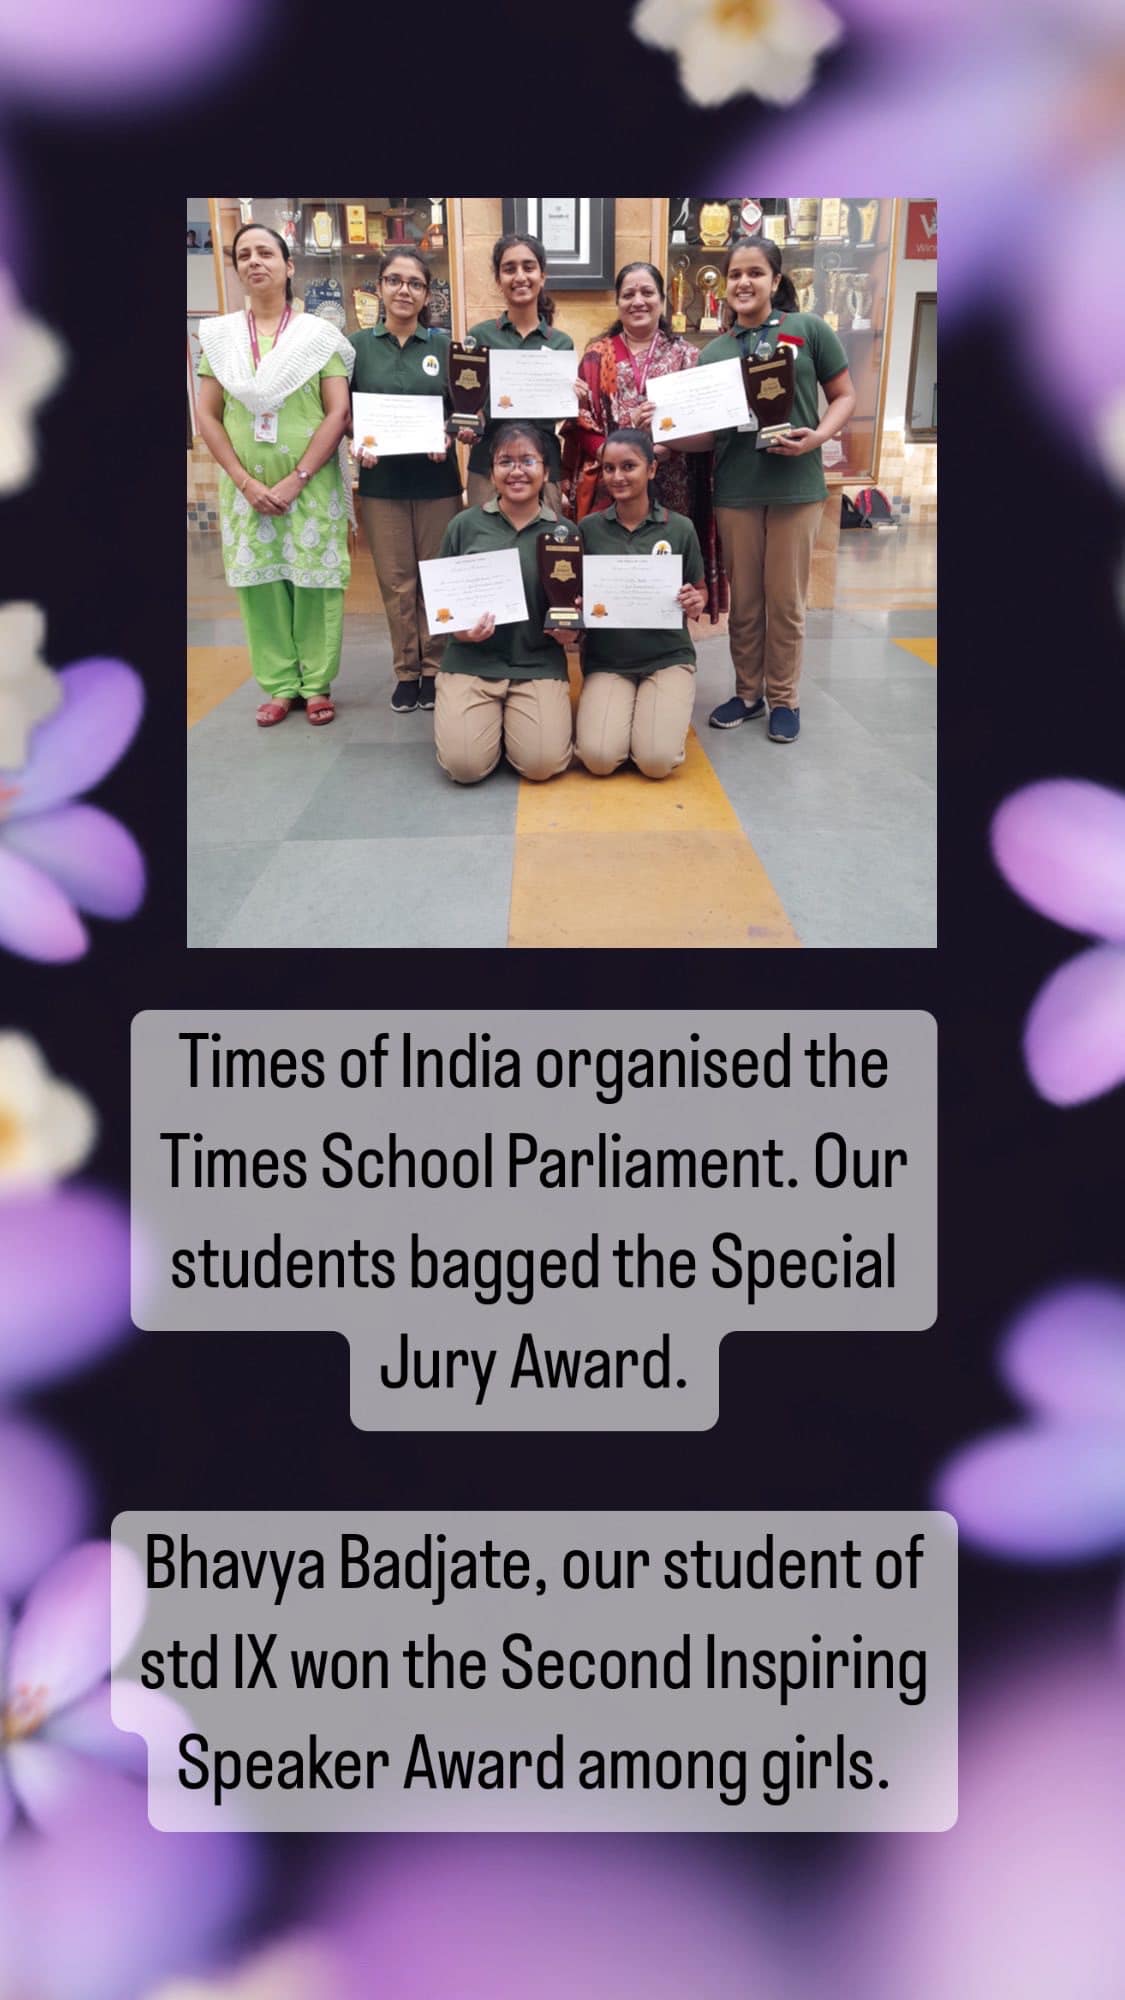 Times of India organised the
Times School Parliament. Our
students bagged the Special
Jury Award.
Bhavya Badjate, our student of
std IX won the Second Inspiring
Speaker Award among girls.